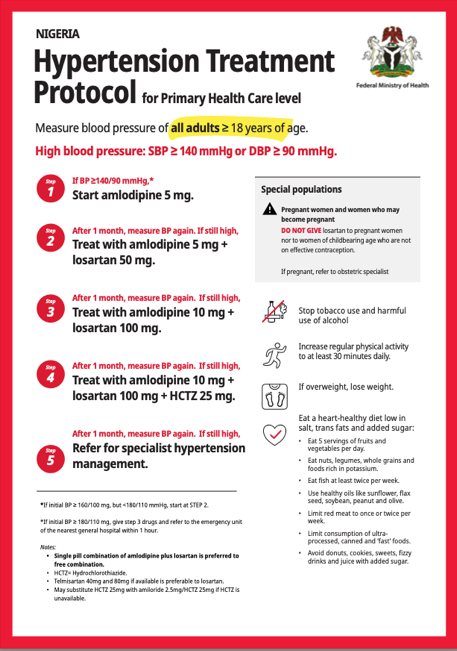 NIGERIA
Hypertension Treatment
Protocol for Primary Health Care level
Federal Ministry of Health
Measure blood pressure of all adults ≥ 18 years of age.
High blood pressure: SBP ≥ 140 mmHg or DBP ≥ 90 mmHg.
Step
1
If BP ≥140/90 mmHg,*
Start amlodipine 5 mg.
Step
2
After 1 month, measure BP again. If still high,
Treat with amlodipine 5 mg +
losartan 50 mg.
Step
3
After 1 month, measure BP again. If still high,
Treat with amlodipine 10 mg +
losartan 100 mg.
Step
4
After 1 month, measure BP again. If still high,
Treat with amlodipine 10 mg +
losartan 100 mg + HCTZ 25 mg.
Step
5
After 1 month, measure BP again. If still high,
Refer for specialist hypertension
management.
*If initial BP ≥ 160/100 mg, but <180/110 mmHg, start at STEP 2.
*If initial BP ≥ 180/110 mg, give step 3 drugs and refer to the emergency unit
of the nearest general hospital within 1 hour.
Notes:
• Single pill combination of amlodipine plus losartan is preferred to
free combination.
• HCTZ= Hydrochlorothiazide.
• Telmisartan 40mg and 80mg if available is preferable to losartan.
• May substitute HCTZ 25mg with amiloride 2.5mg/HCTZ 25mg if HCTZ is
unavailable.
Special populations
Pregnant women and women who may
become pregnant
DO NOT GIVE losartan to pregnant women
nor to women of childbearing age who are not
on effective contraception.
If pregnant, refer to obstetric specialist
Stop tobacco use and harmful
use of alcohol
Increase regular physical activity
to at least 30 minutes daily.
If overweight, lose weight.
Eat a heart-healthy diet low in
salt, trans fats and added sugar:
• Eat 5 servings of fruits and
vegetables per day.
• Eat nuts, legumes, whole grains and
foods rich in potassium.
• Eat fish at least twice per week.
• Use healthy oils like sunflower, flax
seed, soybean, peanut and olive.
• Limit red meat to once or twice per
week.
• Limit consumption of ultra-
processed, canned and 'fast' foods.
• Avoid donuts, cookies, sweets, fizzy
drinks and juice with added sugar.